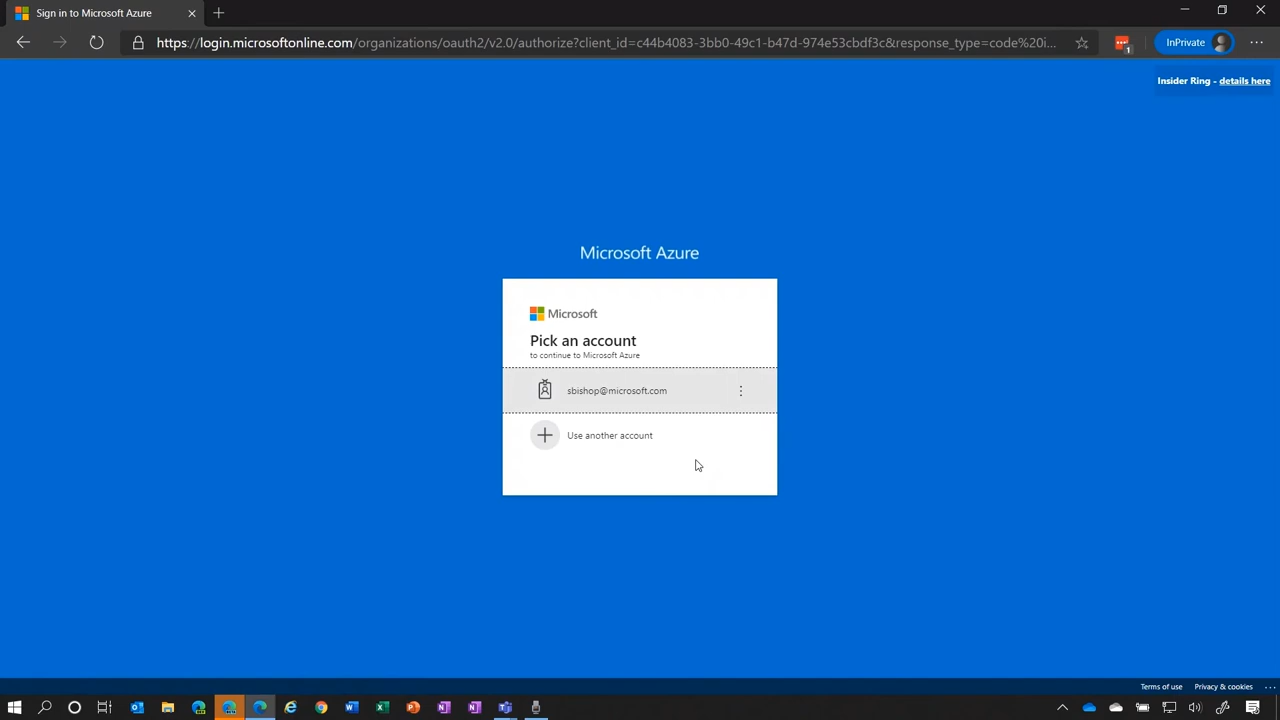 Sign in to Microsoft Azure
https://login.microsoftonline.com/organizations/oauth2/v2.0/authorize?client_id=c44b4083-3bb0-49c1-b47d-974e53cbdf3c&response_type=code%20i...
1
InPrivate
Insider Ring - details here
Microsoft Azure
Microsoft
Pick an account
to continue to Microsoft Azure
sbishop@microsoft.com
Use another account
Terms of use
Privacy & cookies